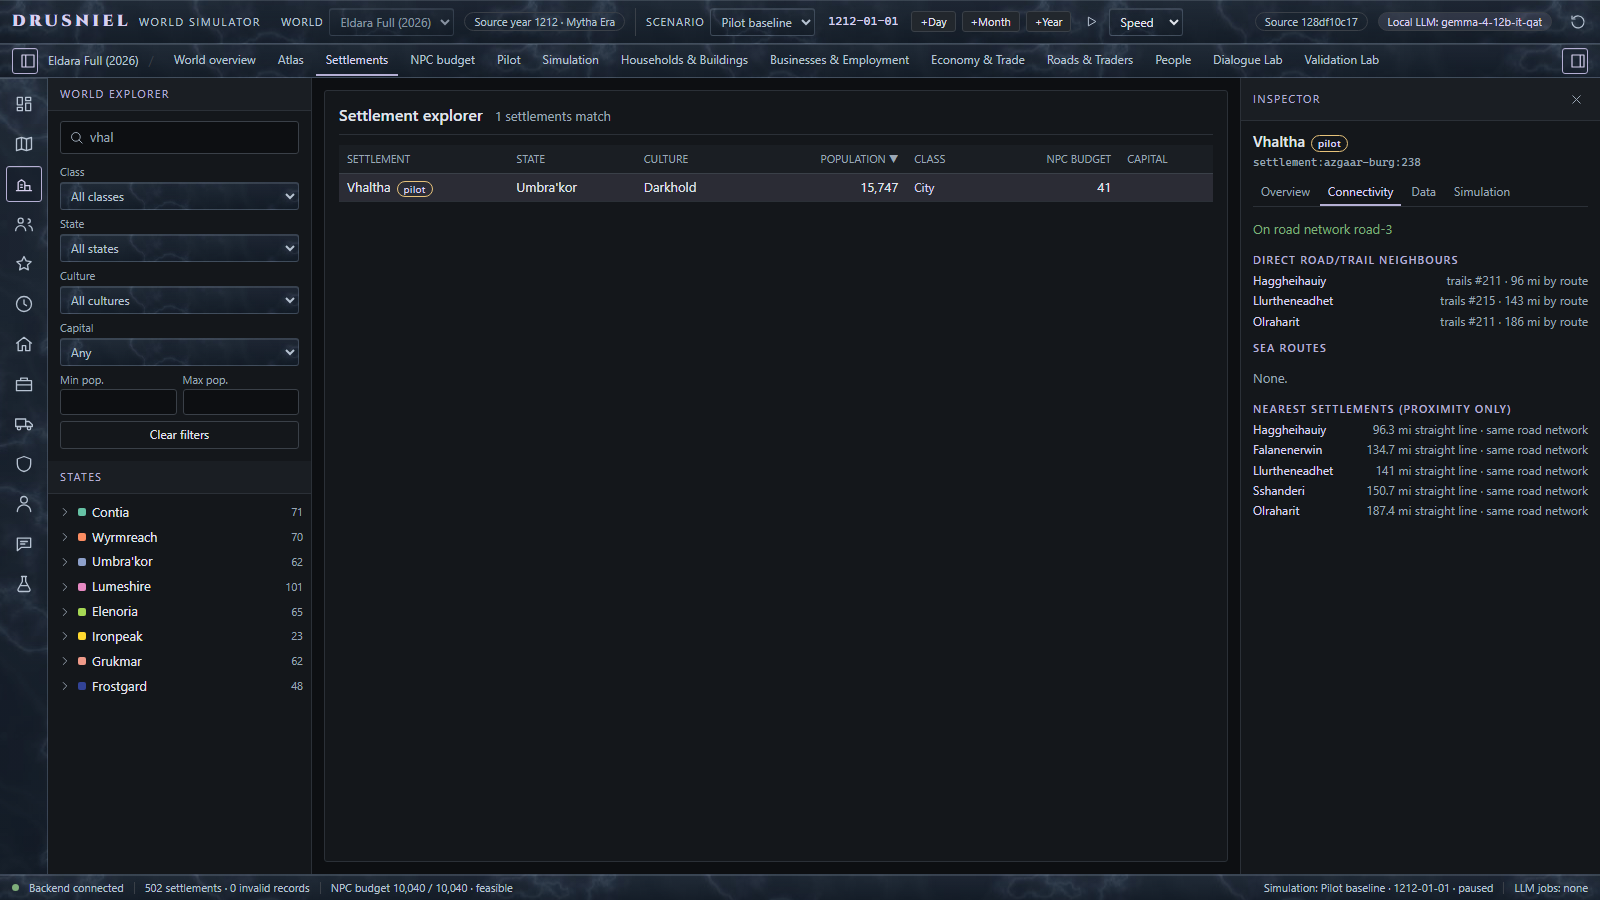 DRUSNIEL WORLD SIMULATOR WORLD Eldara Full (2026) Source year 1212 · Mytha Era SCENARIO Pilot baseline 1212-01-01 +Day +Month +Year Speed Source 128df10c17 Local LLM: gemma-4-12b-it-qat
Eldara Full (2026) / World overview Atlas Settlements NPC budget Pilot Simulation Households & Buildings Businesses & Employment Economy & Trade Roads & Traders People Dialogue Lab Validation Lab
WORLD EXPLORER
vhal
Class
All classes
State
All states
Culture
All cultures
Capital
Any
Min pop. Max pop.
Clear filters
STATES
Contia 71
Wyrmreach 70
Umbra'kor 62
Lumeshire 101
Elenoria 65
Ironpeak 23
Grukmar 62
Frostgard 48
Settlement explorer 1 settlements match
SETTLEMENT STATE CULTURE POPULATION ▼ CLASS NPC BUDGET CAPITAL
Vhaltha pilot Umbra'kor Darkhold 15,747 City 41
INSPECTOR
Vhaltha pilot
settlement:azgaar-burg:238
Overview Connectivity Data Simulation
On road network road-3
DIRECT ROAD/TRAIL NEIGHBOURS
Haggheihauiy trails #211 · 96 mi by route
Llurtheneadhet trails #215 · 143 mi by route
Olraharit trails #211 · 186 mi by route
SEA ROUTES
None.
NEAREST SETTLEMENTS (PROXIMITY ONLY)
Haggheihauiy 96.3 mi straight line · same road network
Falanenerwin 134.7 mi straight line · same road network
Llurtheneadhet 141 mi straight line · same road network
Sshanderi 150.7 mi straight line · same road network
Olraharit 187.4 mi straight line · same road network
Backend connected 502 settlements · 0 invalid records NPC budget 10,040 / 10,040 · feasible Simulation: Pilot baseline · 1212-01-01 · paused LLM jobs: none